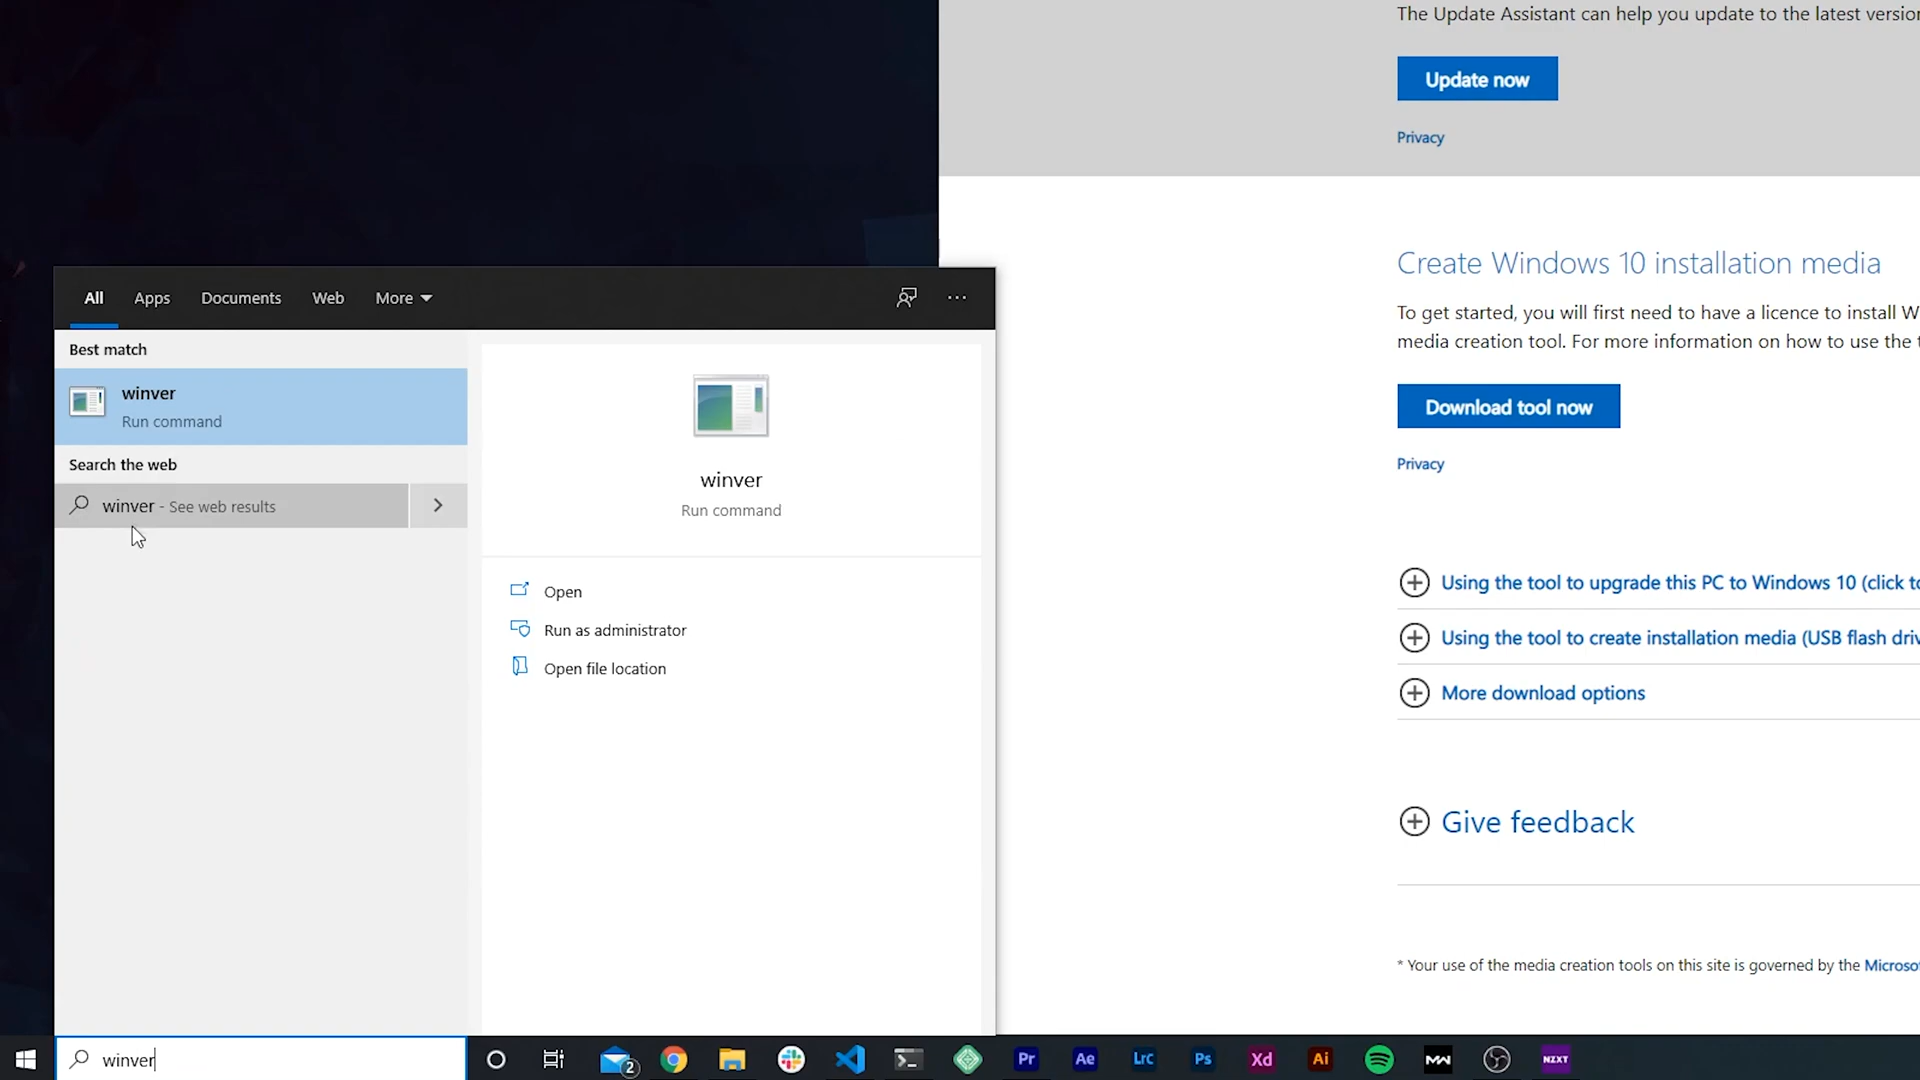 The Update Assistant can help you update to the latest versio
Update now
Privacy
Create Windows 10 installation media
To get started, you will first need to have a licence to install W
media creation tool. For more information on how to use the t
Download tool now
Privacy
Using the tool to upgrade this PC to Windows 10 (click to
Using the tool to create installation media (USB flash driv
More download options
Give feedback
* Your use of the media creation tools on this site is governed by the Microso
All Apps Documents Web More
Best match
winver
Run command
Search the web
winver - See web results
winver
Run command
Open
Run as administrator
Open file location
winver
2
Pr Ae Lrc Ps Xd Ai MW NZXT